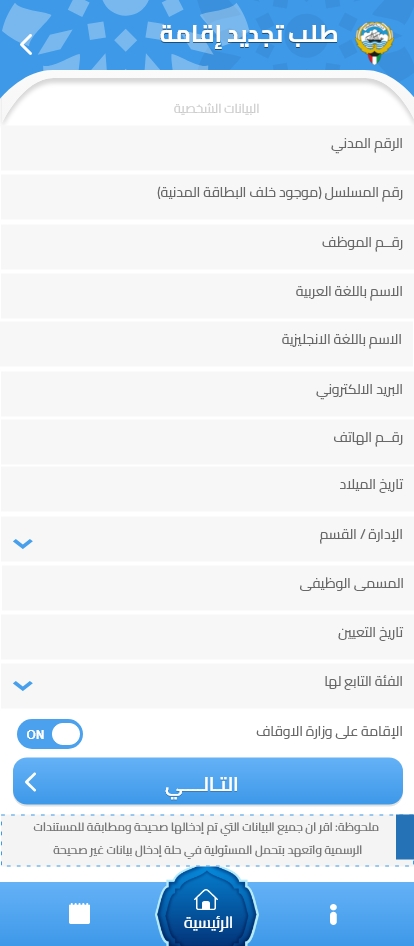 طلب تجديد إقامة
البيانات الشخصية
الرقم المدني
رقم المسلسل (موجود خلف البطاقة المدنية)
رقــم الموظف
الاسم باللغة العربية
الاسم باللغة الانجليزية
البريد الالكتروني
رقــم الهاتف
تاريخ الميلاد
الإدارة / القسم
المسمى الوظيفى
تاريخ التعيين
الفئة التابع لها
الإقامة على وزارة الاوقاف
ON
التـالــــي
ملحوظة: اقر ان جميع البيانات التي تم إدخالها صحيحة ومطابقة للمستندات
الرسمية واتعهد بتحمل المسئولية في حلة إدخال بيانات غير صحيحة
الرئيسية